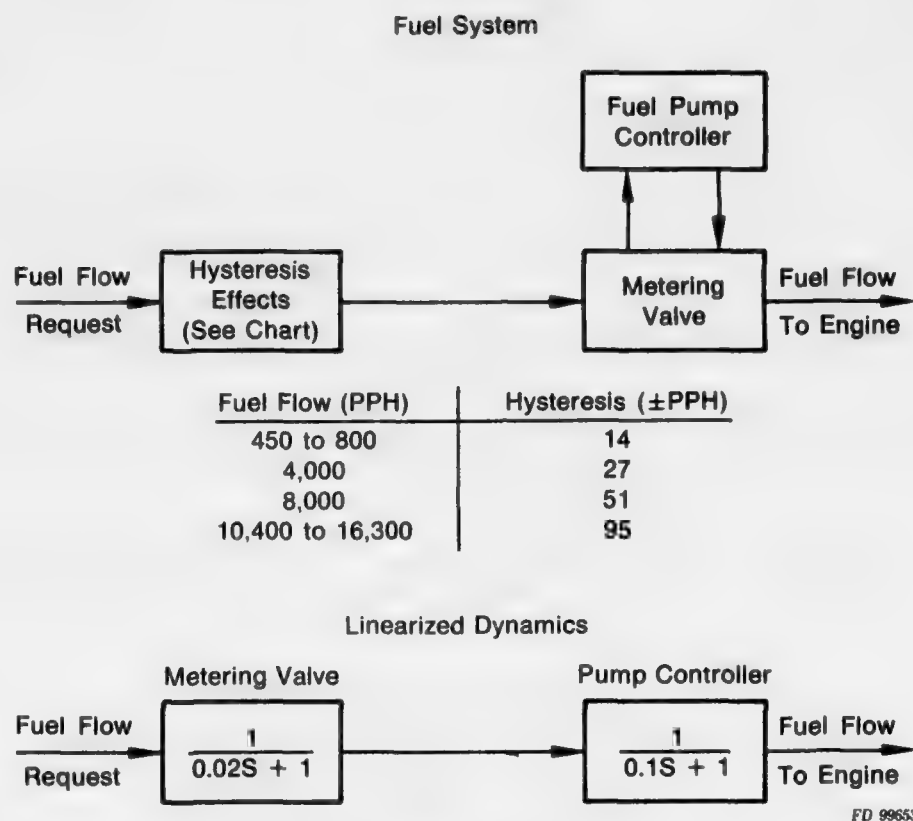 Fuel System
Fuel Pump
Controller
Fuel Flow
Request
Hysteresis
Effects
(See Chart)
Metering
Valve
Fuel Flow
To Engine
Fuel Flow (PPH) Hysteresis (±PPH)
450 to 800 14
4,000 27
8,000 51
10,400 to 16,300 95
Linearized Dynamics
Metering Valve
Pump Controller
Fuel Flow
Request
1
0.02S + 1
1
0.1S + 1
Fuel Flow
To Engine